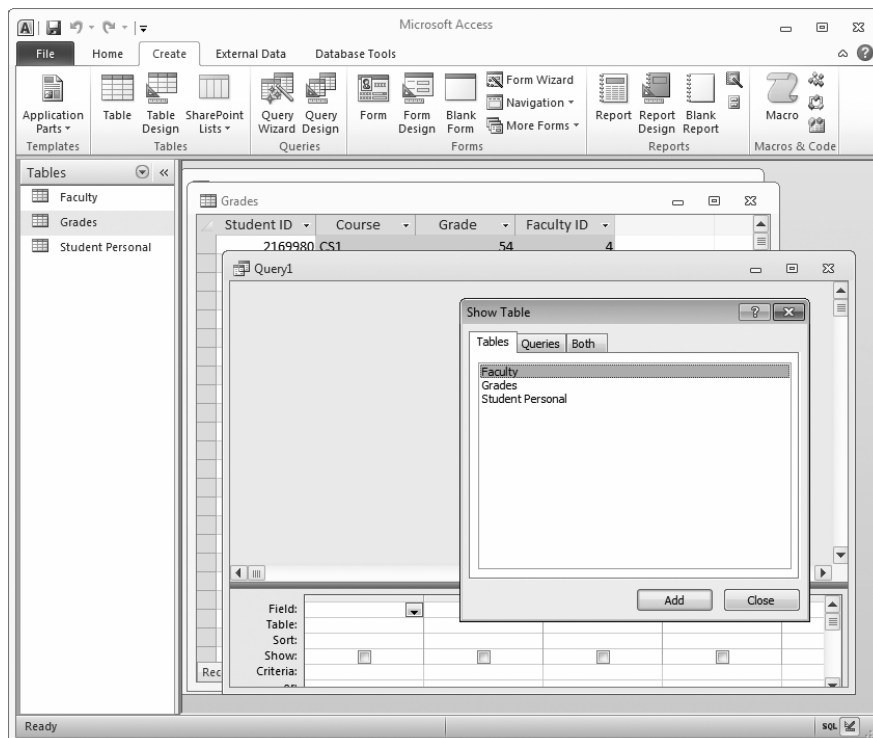 Microsoft Access
File Home Create External Data Database Tools
Application Parts
Table
Table Design
SharePoint Lists
Query Wizard
Query Design
Form
Form Design
Blank Form
Form Wizard
Navigation
More Forms
Report
Report Design
Blank Report
Macro
Templates Tables Queries Forms Reports Macros & Code
Tables
Faculty
Grades
Student Personal
Grades
Student ID Course Grade Faculty ID
2169980 CS1 54 4
Query1
Show Table
Tables Queries Both
Faculty
Grades
Student Personal
Add Close
Field:
Table:
Sort:
Show:
Criteria:
or:
Rec
Ready SQL